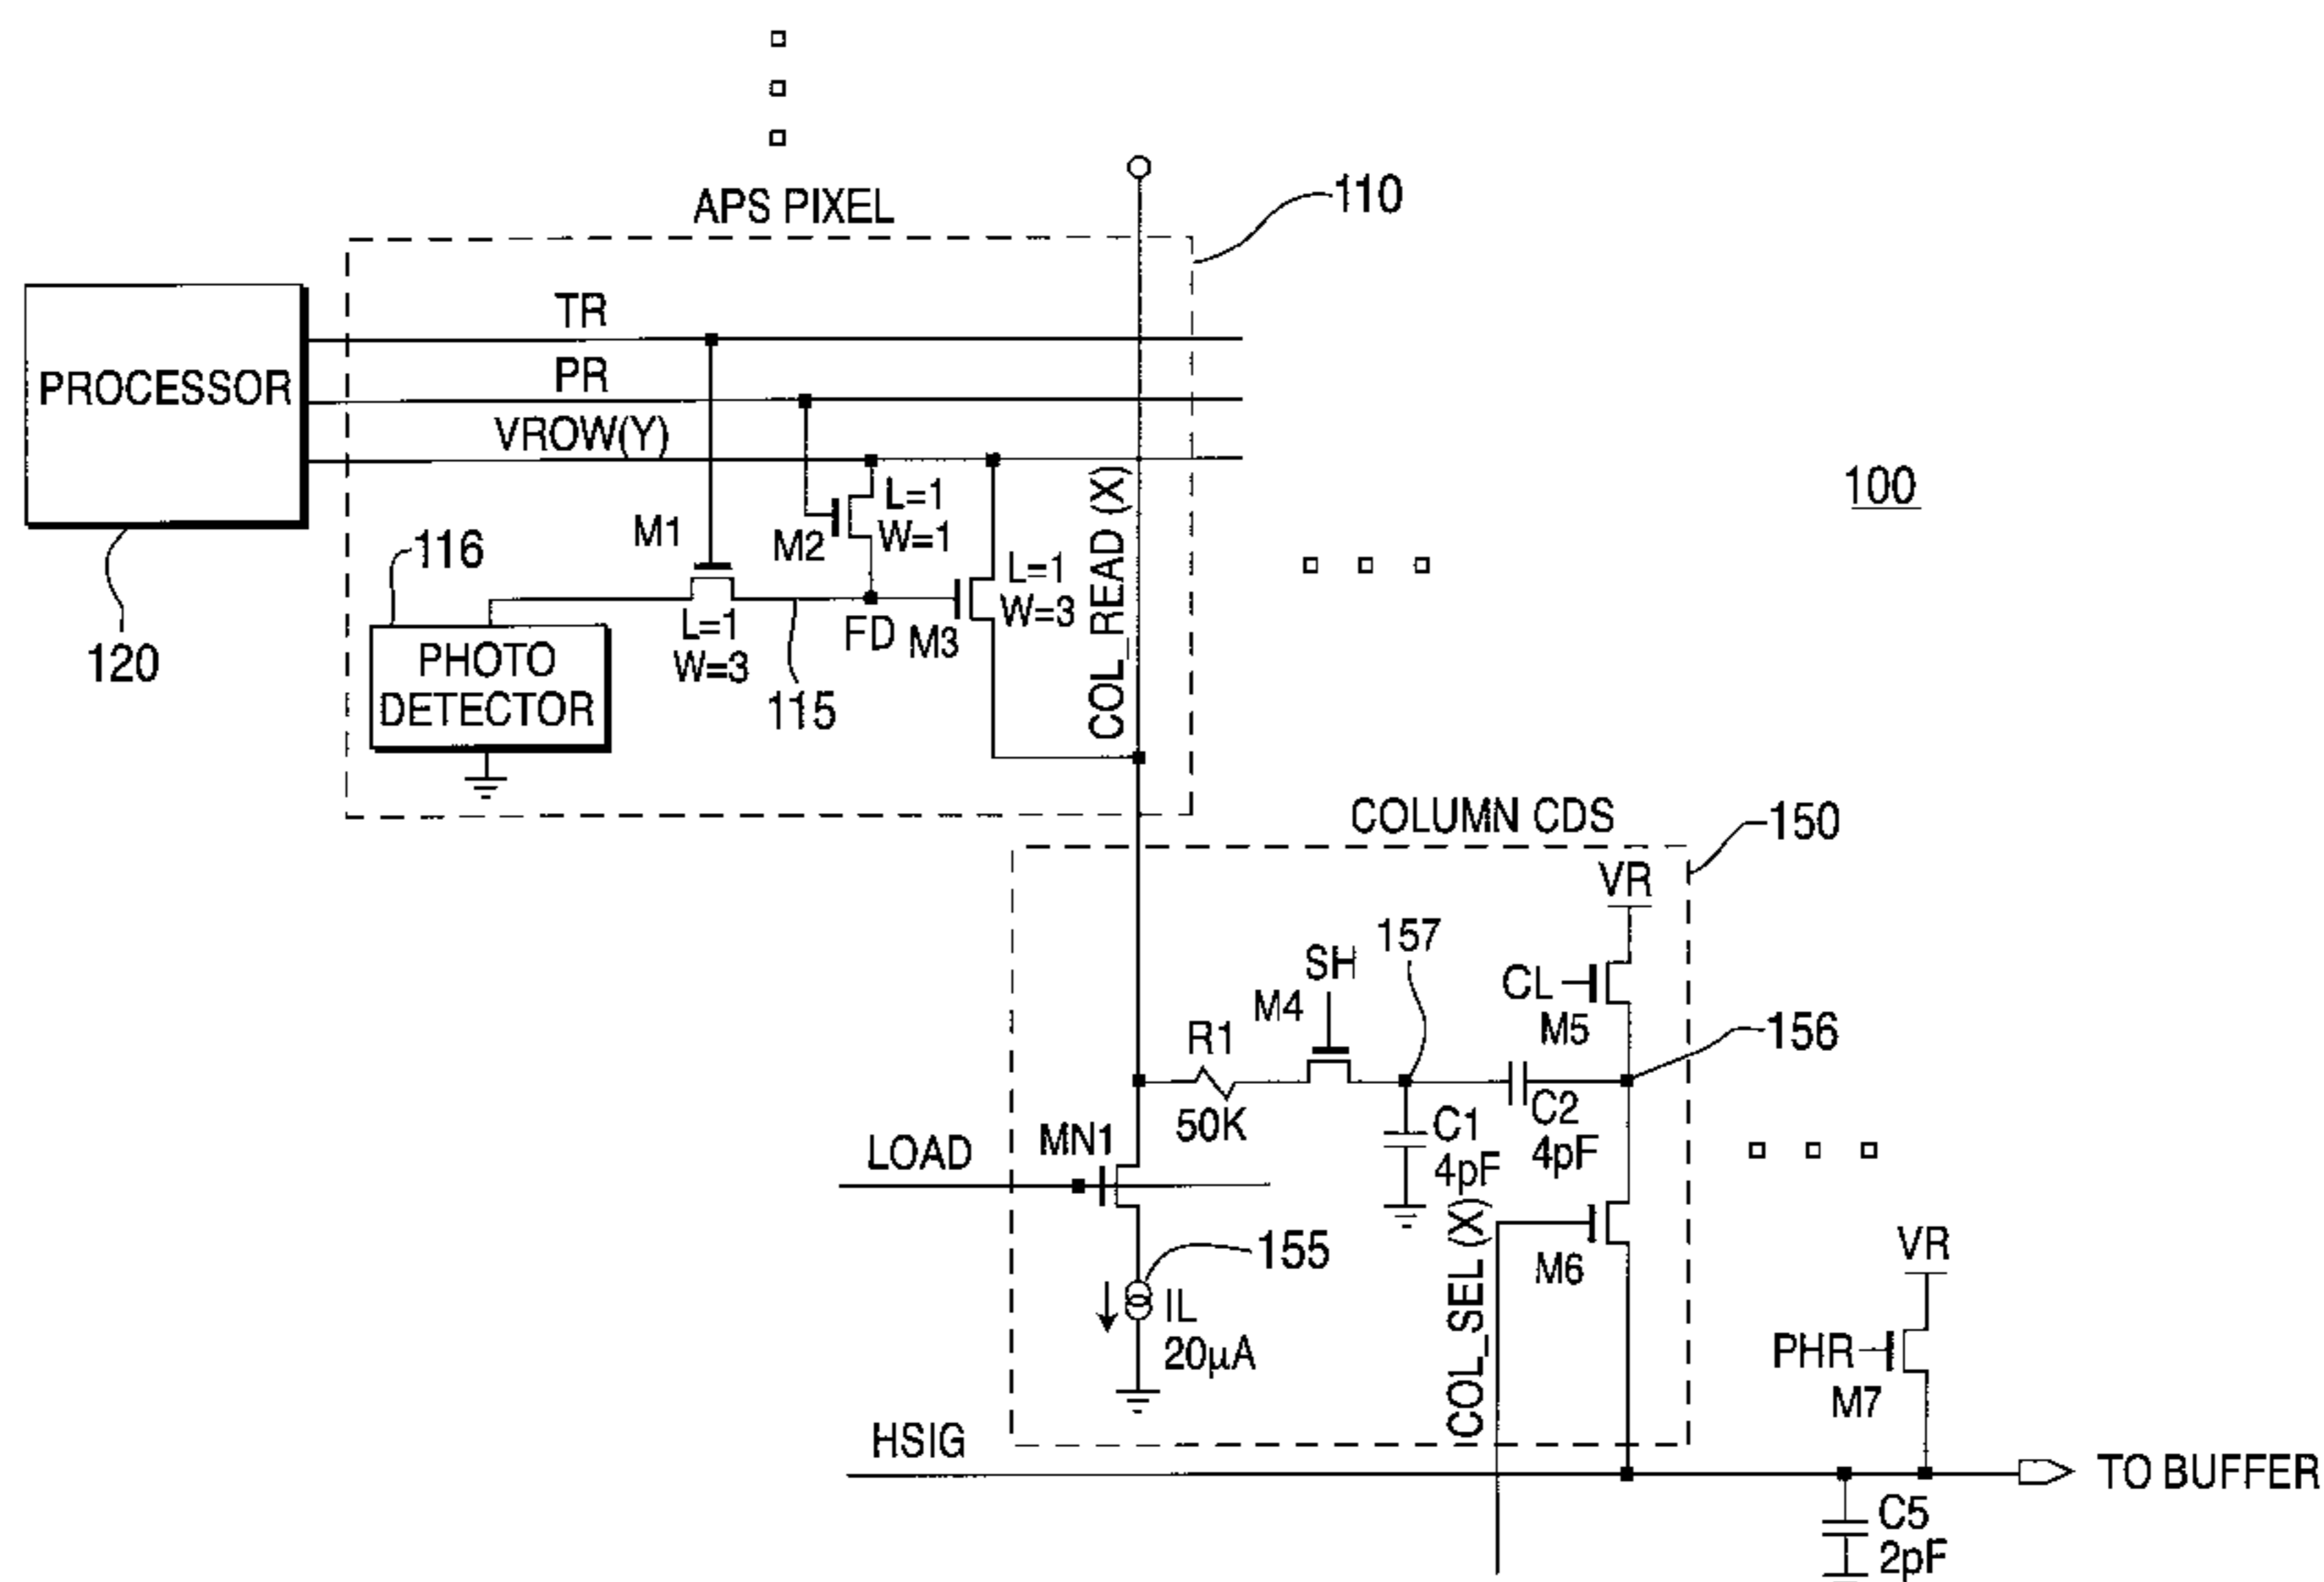 APS PIXEL
110
TR
PROCESSOR
PR
VROW(Y)
COL_READ (X)
100
L=1
W=1
M1
M2
116
L=1
W=3
L=1
W=3
FD
M3
PHOTO
DETECTOR
120
115
COLUMN CDS
150
VR
157
SH
CL
M4
M5
156
R1
50K
C1
4pF
C2
4pF
LOAD
MN1
COL_SEL (X)
155
M6
VR
IL
20µA
PHR
M7
HSIG
TO BUFFER
C5
2pF